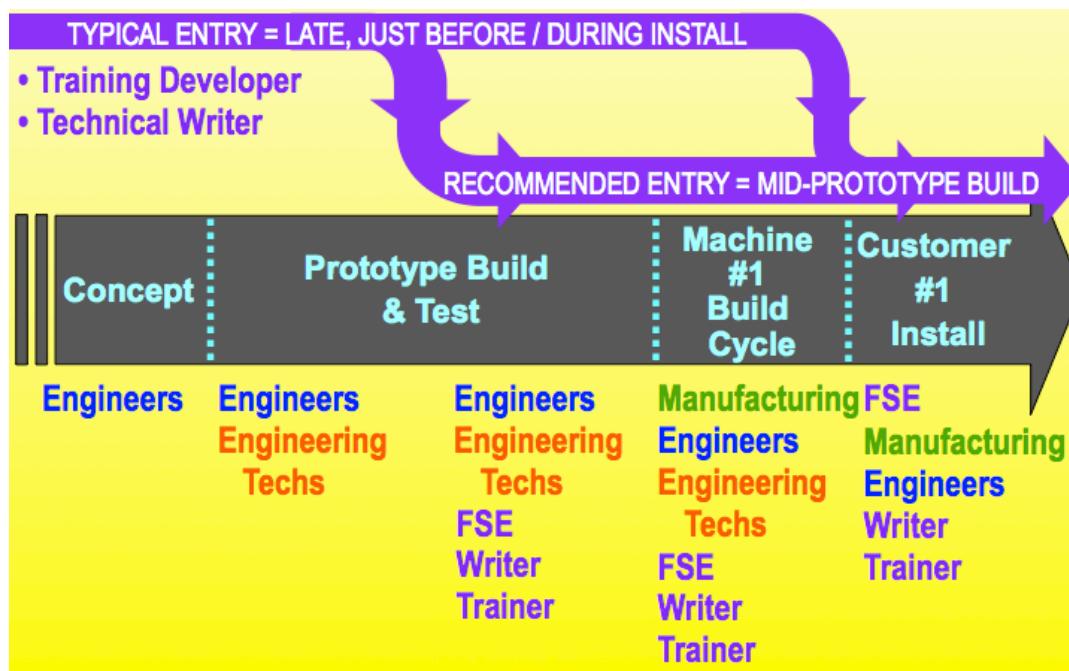 TYPICAL ENTRY = LATE, JUST BEFORE / DURING INSTALL
• Training Developer
• Technical Writer
RECOMMENDED ENTRY = MID-PROTOTYPE BUILD
Concept
Prototype Build
& Test
Machine
#1
Build
Cycle
Customer
#1
Install
Engineers
Engineers
Engineering
Techs
Engineers
Engineering
Techs
FSE
Writer
Trainer
Manufacturing
Engineers
Engineering
Techs
FSE
Writer
Trainer
FSE
Manufacturing
Engineers
Writer
Trainer